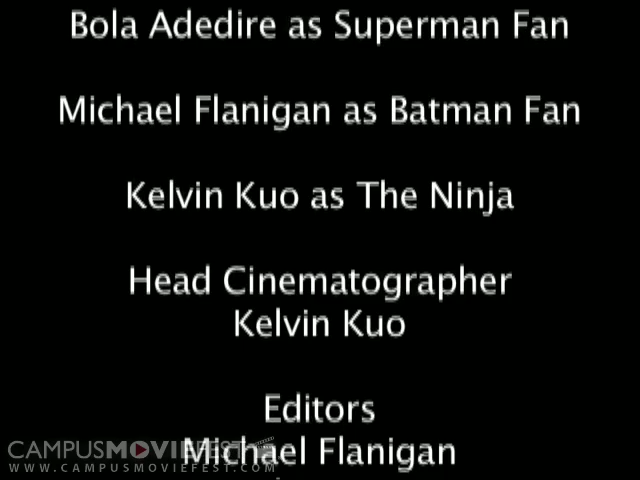 Bola Adedire as Superman Fan
Michael Flanigan as Batman Fan
Kelvin Kuo as The Ninja
Head Cinematographer
Kelvin Kuo
Editors
Michael Flanigan
CAMPUSMOVIEFEST
WWW.CAMPUSMOVIEFEST.COM